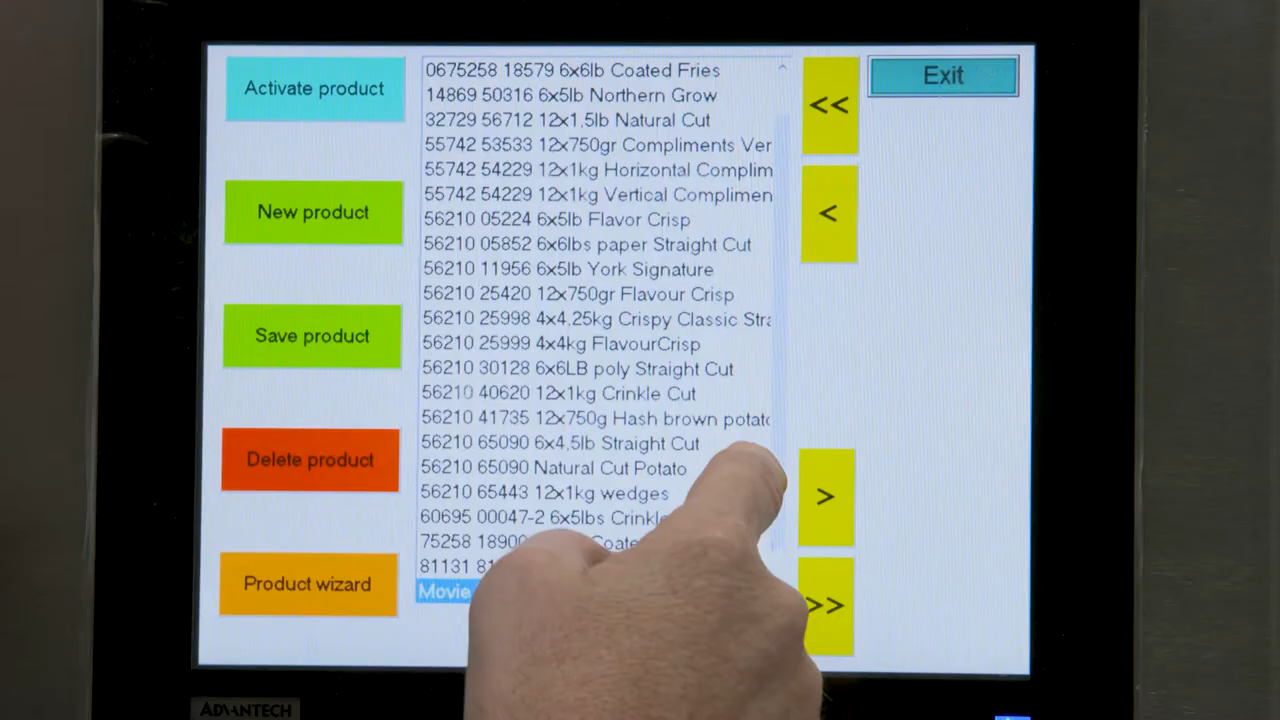 Activate product
New product
Save product
Delete product
Product wizard
0675258 18579 6x6lb Coated Fries
14869 50316 6x5lb Northern Grow
32729 56712 12x1,5lb Natural Cut
55742 53533 12x750gr Compliments Ver
55742 54229 12x1kg Horizontal Complim
55742 54229 12x1kg Vertical Complimen
56210 05224 6x5lb Flavor Crisp
56210 05852 6x6lbs paper Straight Cut
56210 11956 6x5lb York Signature
56210 25420 12x750gr Flavour Crisp
56210 25998 4x4,25kg Crispy Classic Stra
56210 25999 4x4kg FlavourCrisp
56210 30128 6x6LB poly Straight Cut
56210 40620 12x1kg Crinkle Cut
56210 41735 12x750g Hash brown potato
56210 65090 6x4,5lb Straight Cut
56210 65090 Natural Cut Potato
56210 65443 12x1kg wedges
60695 00047-2 6x5lbs Crinkle
75258 18900 Coate
81131
Movie
<<
<
>
>>
Exit
ADVANTECH